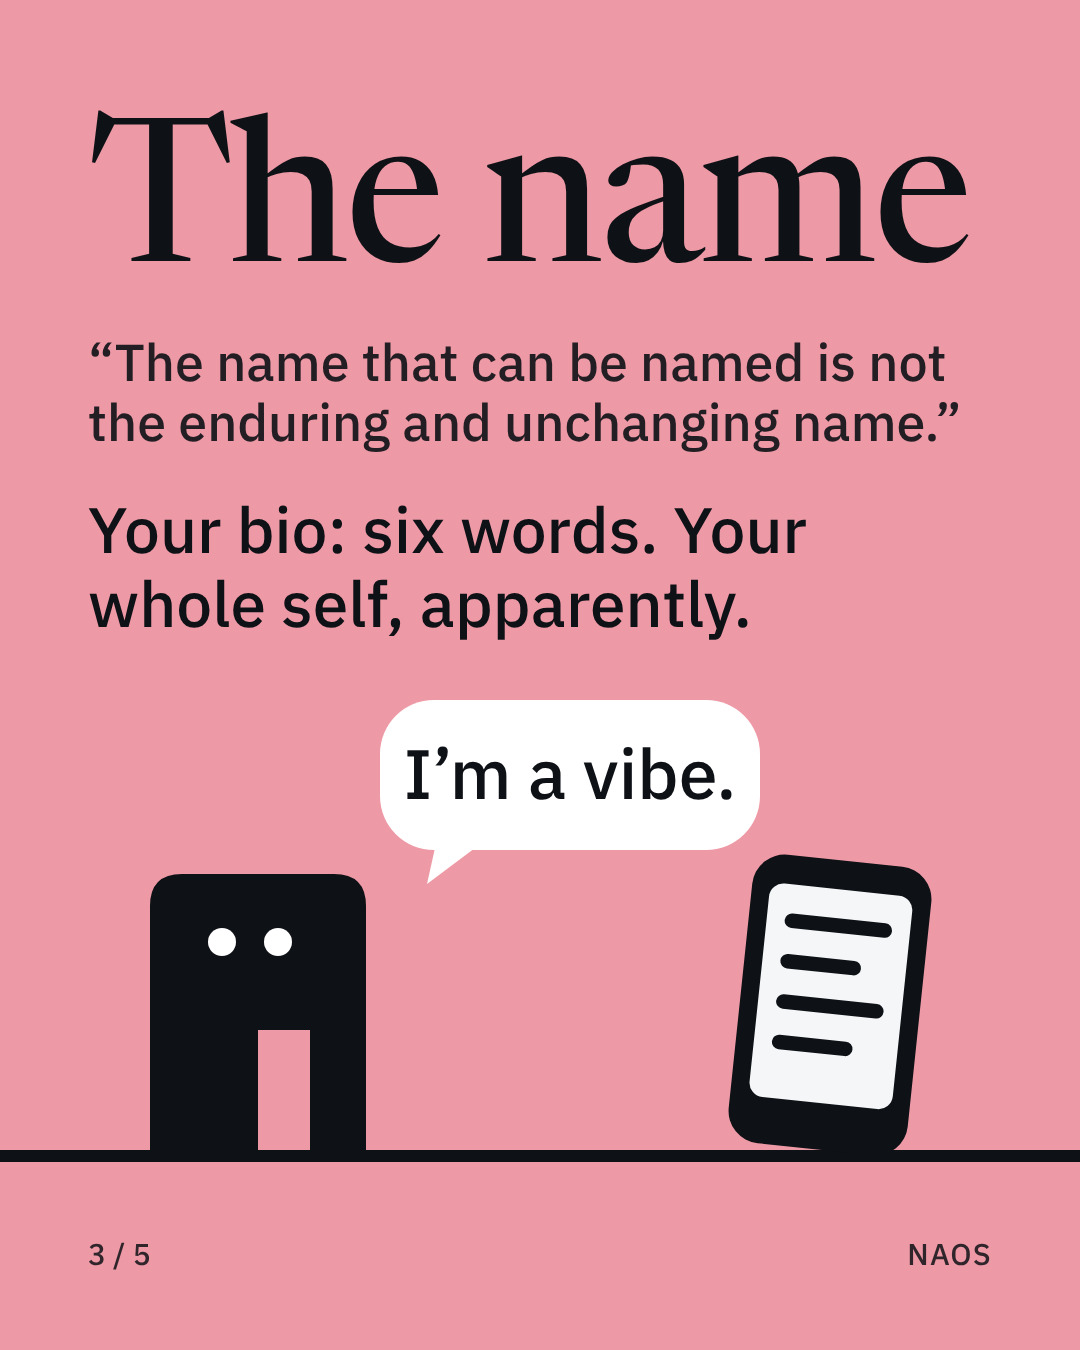 The name
“The name that can be named is not
the enduring and unchanging name.”
Your bio: six words. Your
whole self, apparently.
I’m a vibe.
3 / 5
NAOS